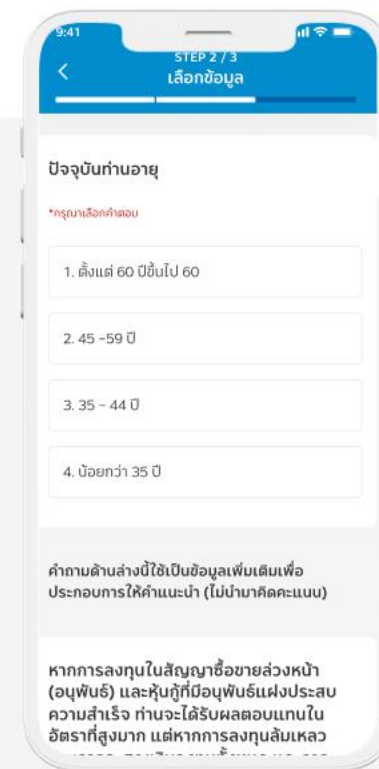 9:41
STEP 2 / 3
เลือกข้อมูล
ปัจจุบันท่านอายุ
*กรุณาเลือกคำตอบ
1. ตั้งแต่ 60 ปีขึ้นไป 60
2. 45 -59 ปี
3. 35 – 44 ปี
4. น้อยกว่า 35 ปี
คำถามด้านล่างนี้ใช้เป็นข้อมูลเพิ่มเติมเพื่อ
ประกอบการให้คำแนะนำ (ไม่นำมาคิดคะแนน)
หากการลงทุนในสัญญาซื้อขายล่วงหน้า
(อนุพันธ์) และหุ้นกู้ที่มีอนุพันธ์แฝงประสบ
ความสำเร็จ ท่านจะได้รับผลตอบแทนใน
อัตราที่สูงมาก แต่หากการลงทุนล้มเหลว